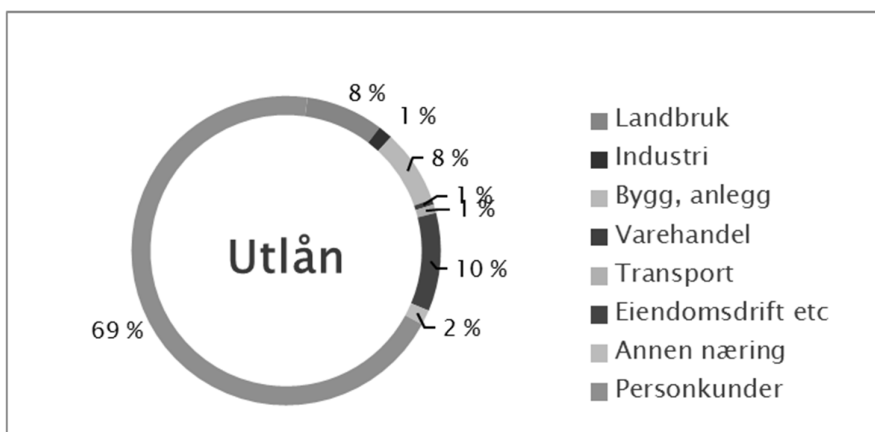 8 %
1 %
8 %
1 %
1 %
10 %
2 %
69 %
Utlån
Landbruk
Industri
Bygg, anlegg
Varehandel
Transport
Eiendomsdrift etc
Annen næring
Personkunder